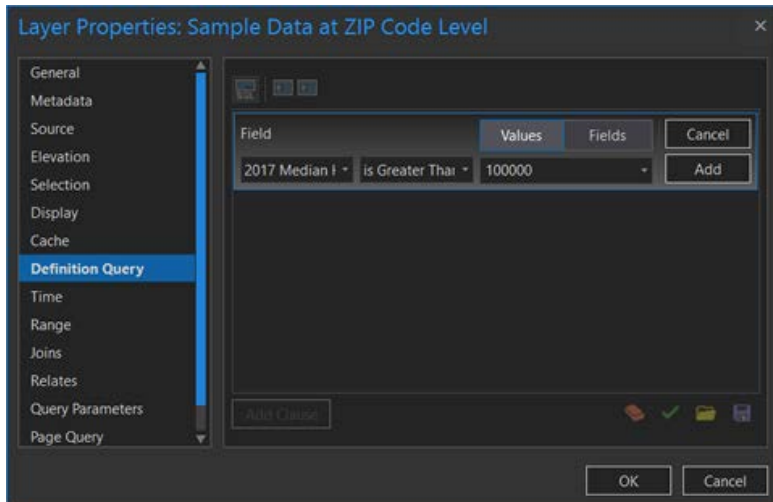 Layer Properties: Sample Data at ZIP Code Level
General
Metadata
Source
Elevation
Selection
Display
Cache
Definition Query
Time
Range
Joins
Relates
Query Parameters
Page Query
Field Values Fields Cancel
2017 Median is Greater Than 100000 Add
Add Clause
OK Cancel